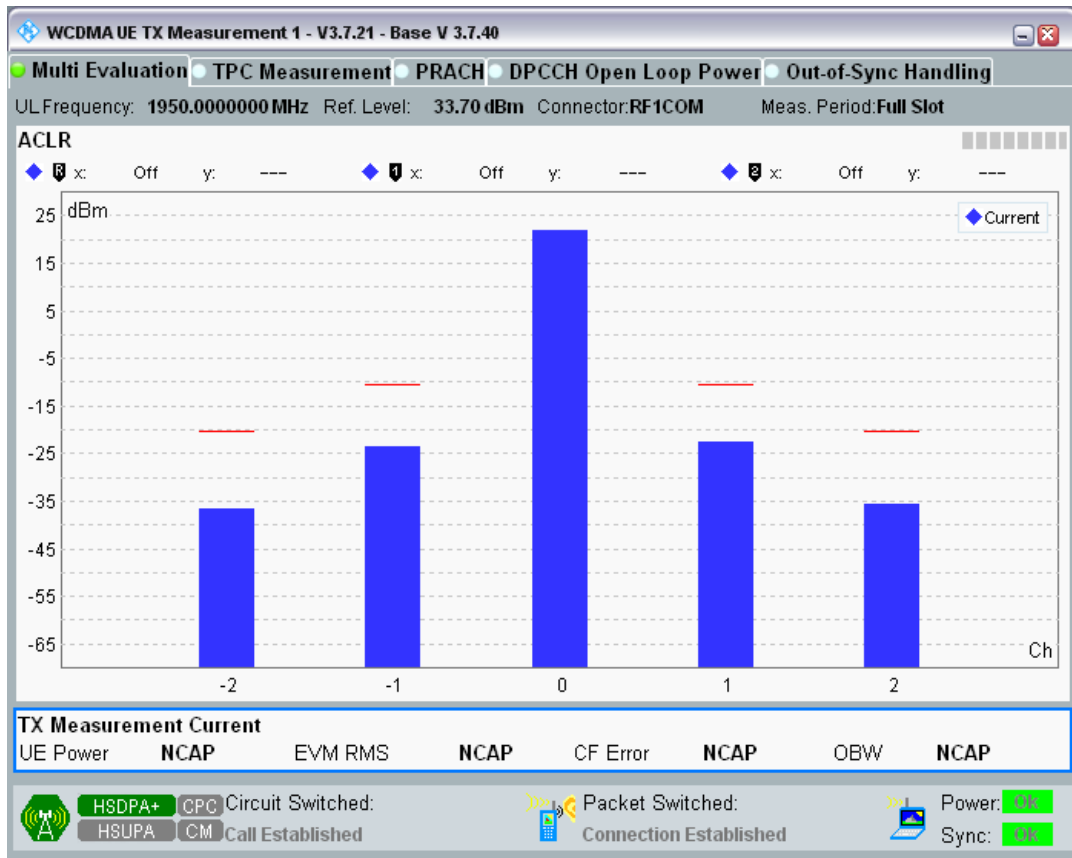 WCDMA UE TX Measurement 1 - V3.7.21 - Base V 3.7.40
Multi Evaluation TPC Measurement PRACH DPCCH Open Loop Power Out-of-Sync Handling
UL Frequency: 1950.0000000 MHz Ref. Level: 33.70 dBm Connector:RF1COM Meas. Period:Full Slot
ACLR
R x: Off y: --- 1 x: Off y: --- 2 x: Off y: ---
dBm
Current
25
15
5
-5
-15
-25
-35
-45
-55
-65
Ch
-2 -1 0 1 2
TX Measurement Current
UE Power NCAP EVM RMS NCAP CF Error NCAP OBW NCAP
HSDPA+ CPC Circuit Switched: Packet Switched: Power: Ok
HSUPA CM Call Established Connection Established Sync: Ok